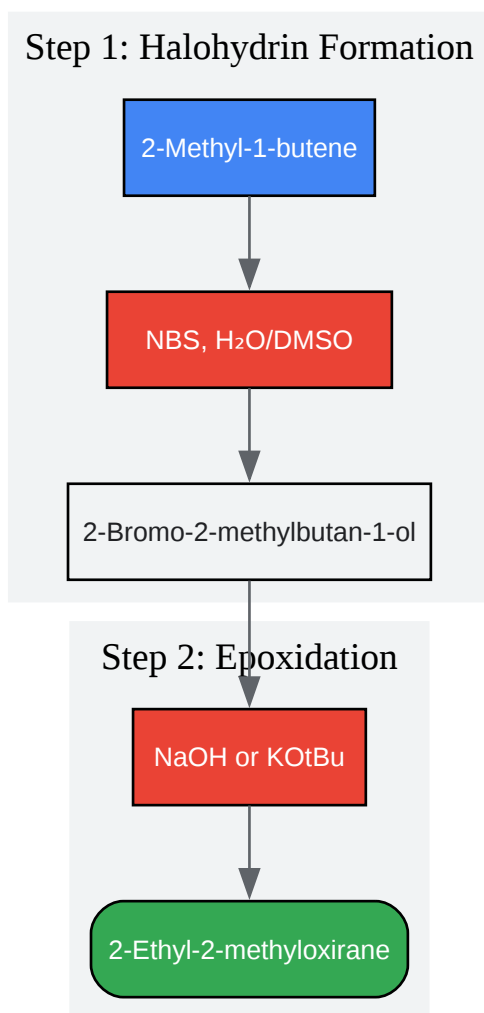 Step 1: Halohydrin Formation
2-Methyl-1-butene
NBS, H₂O/DMSO
2-Bromo-2-methylbutan-1-ol
Step 2: Epoxidation
NaOH or KOtBu
2-Ethyl-2-methyloxirane